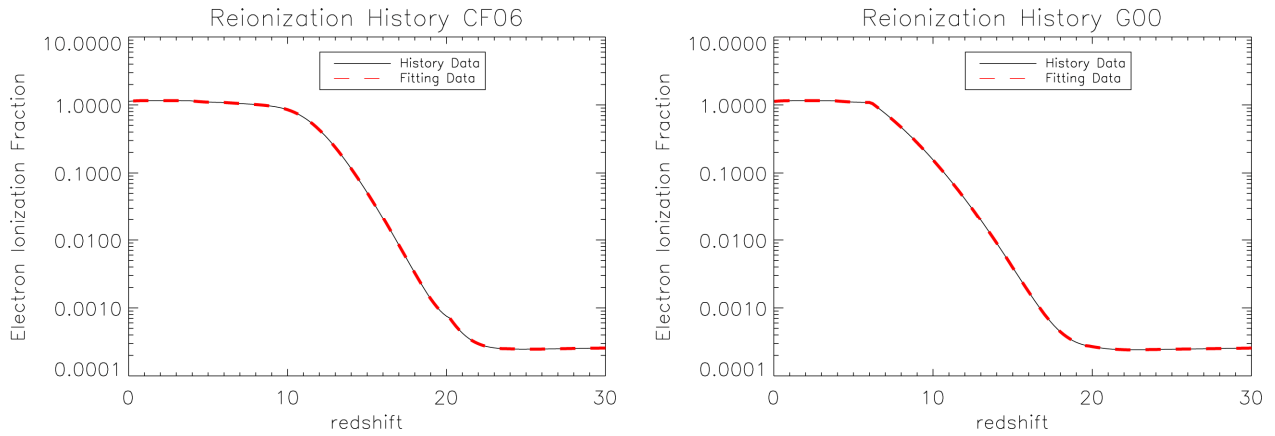 Reionization History CF06
10.0000
1.0000
0.1000
0.0100
0.0010
0.0001
Electron Ionization Fraction
History Data
Fitting Data
0
10
20
30
redshift
Reionization History G00
10.0000
1.0000
0.1000
0.0100
0.0010
0.0001
Electron Ionization Fraction
History Data
Fitting Data
0
10
20
30
redshift